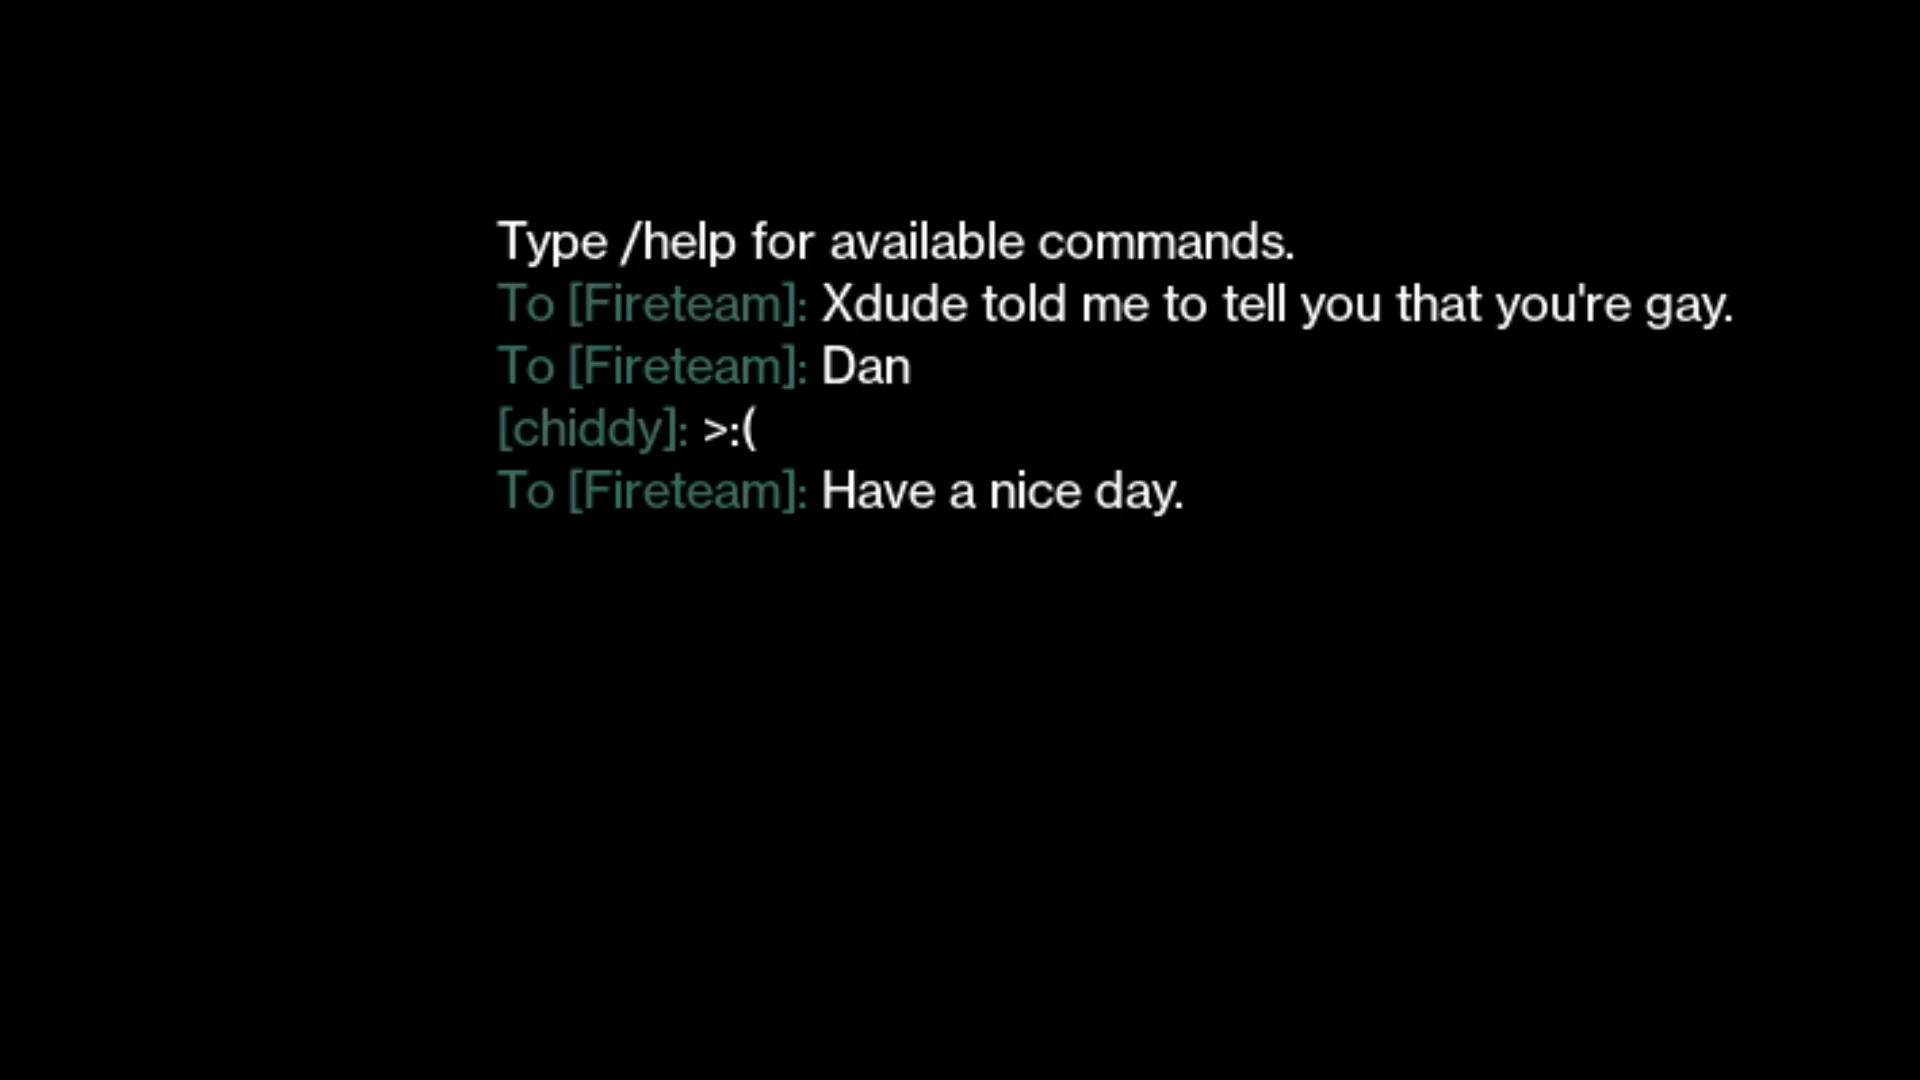 Type /help for available commands.
To [Fireteam]: Xdude told me to tell you that you're gay.
To [Fireteam]: Dan
[chiddy]: >:(
To [Fireteam]: Have a nice day.